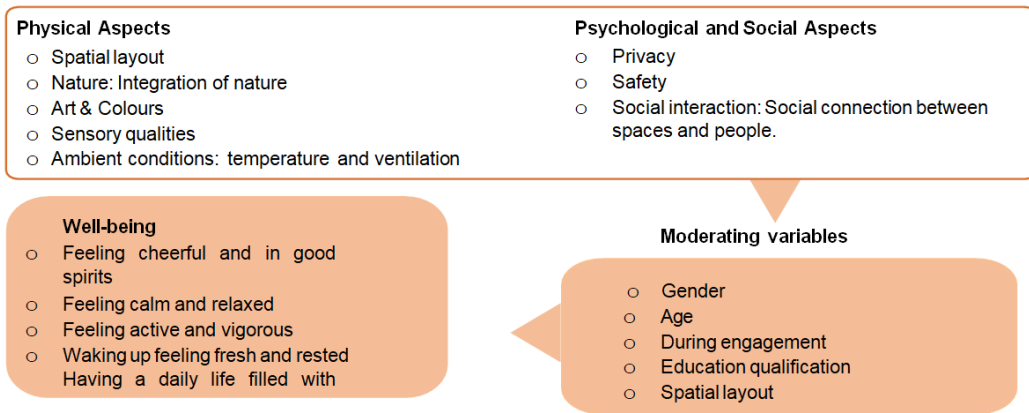 Physical Aspects
o Spatial layout
o Nature: Integration of nature
o Art & Colours
o Sensory qualities
o Ambient conditions: temperature and ventilation
Psychological and Social Aspects
o Privacy
o Safety
o Social interaction: Social connection between
spaces and people.
Well-being
o Feeling cheerful and in good
spirits
o Feeling calm and relaxed
o Feeling active and vigorous
o Waking up feeling fresh and rested
Having a daily life filled with
Moderating variables
o Gender
o Age
o During engagement
o Education qualification
o Spatial layout